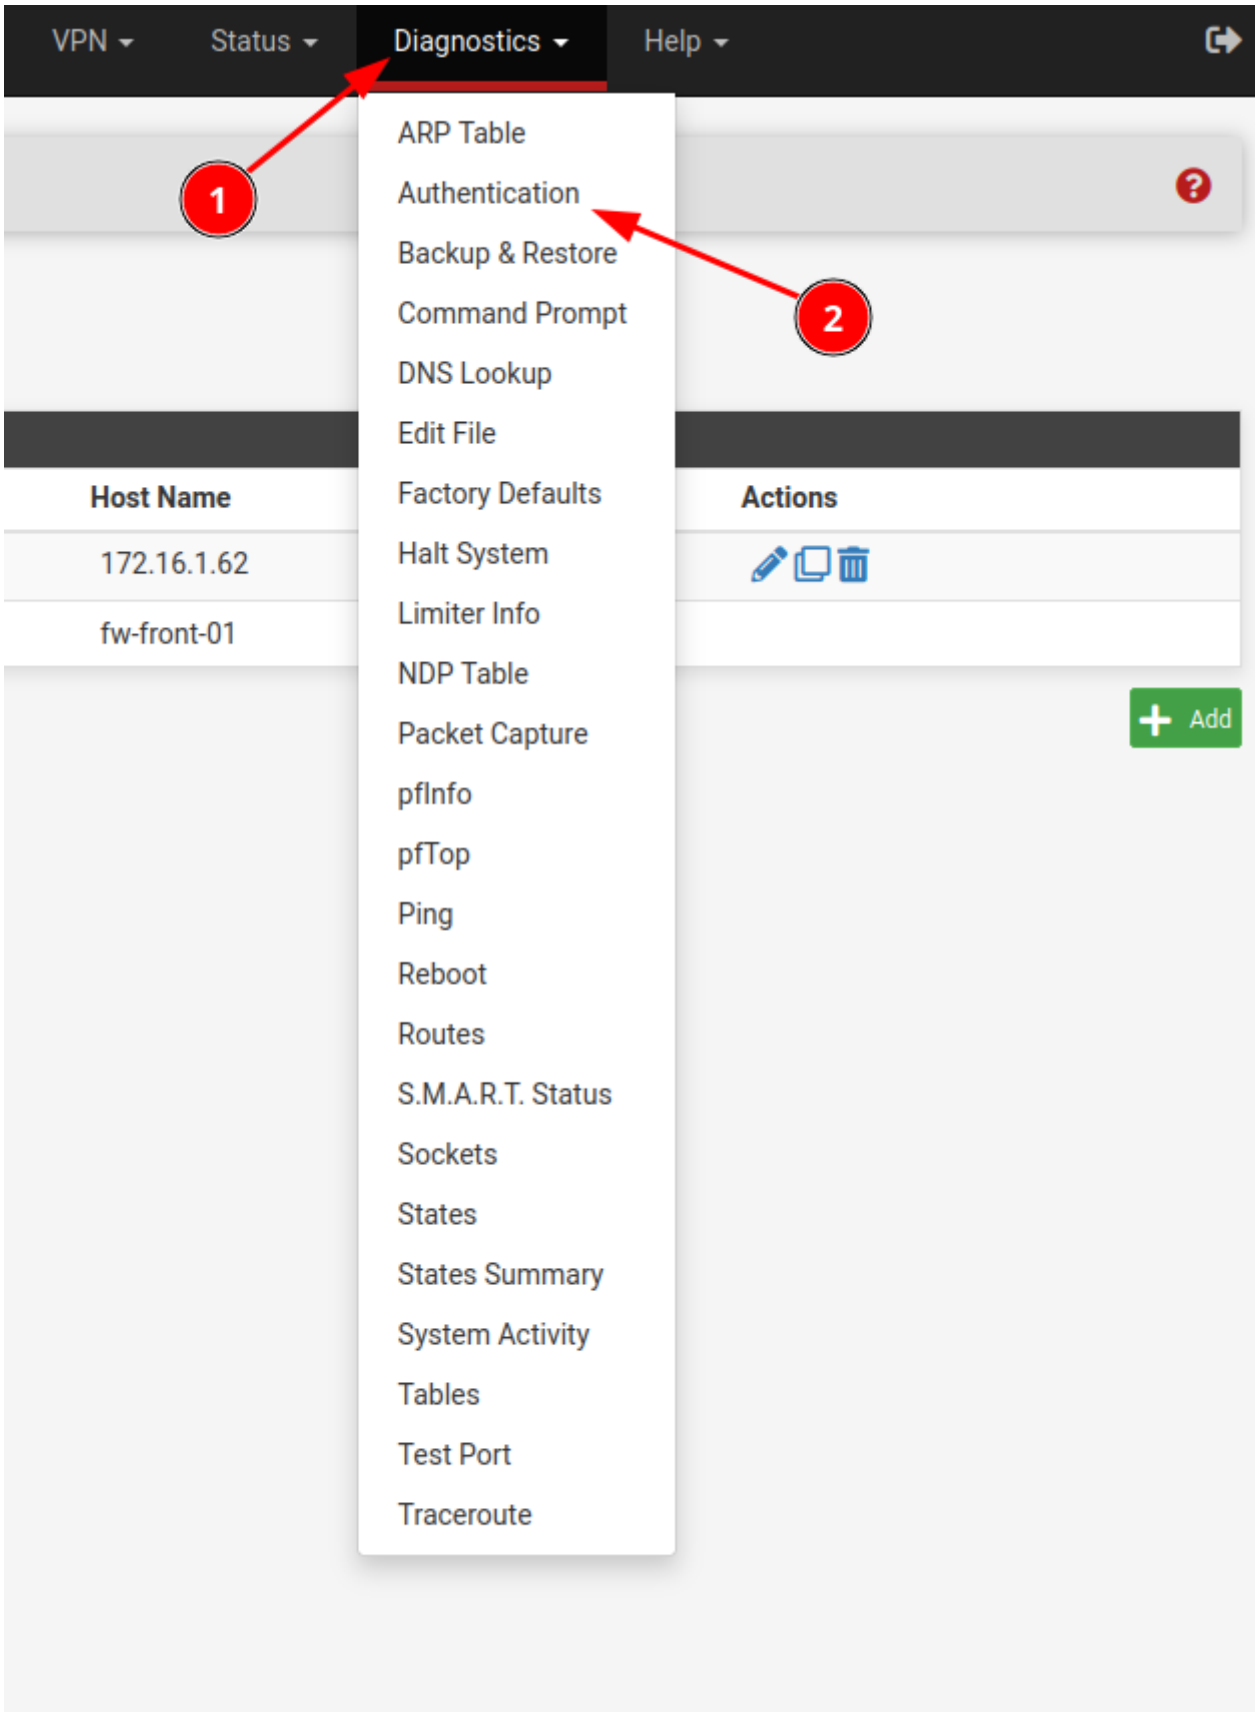 VPN Status Diagnostics Help
ARP Table
1
Authentication
Backup & Restore
Command Prompt
2
DNS Lookup
Edit File
Host Name Factory Defaults Actions
172.16.1.62 Halt System
Limiter Info
fw-front-01
NDP Table
Packet Capture Add
pfInfo
pfTop
Ping
Reboot
Routes
S.M.A.R.T. Status
Sockets
States
States Summary
System Activity
Tables
Test Port
Traceroute